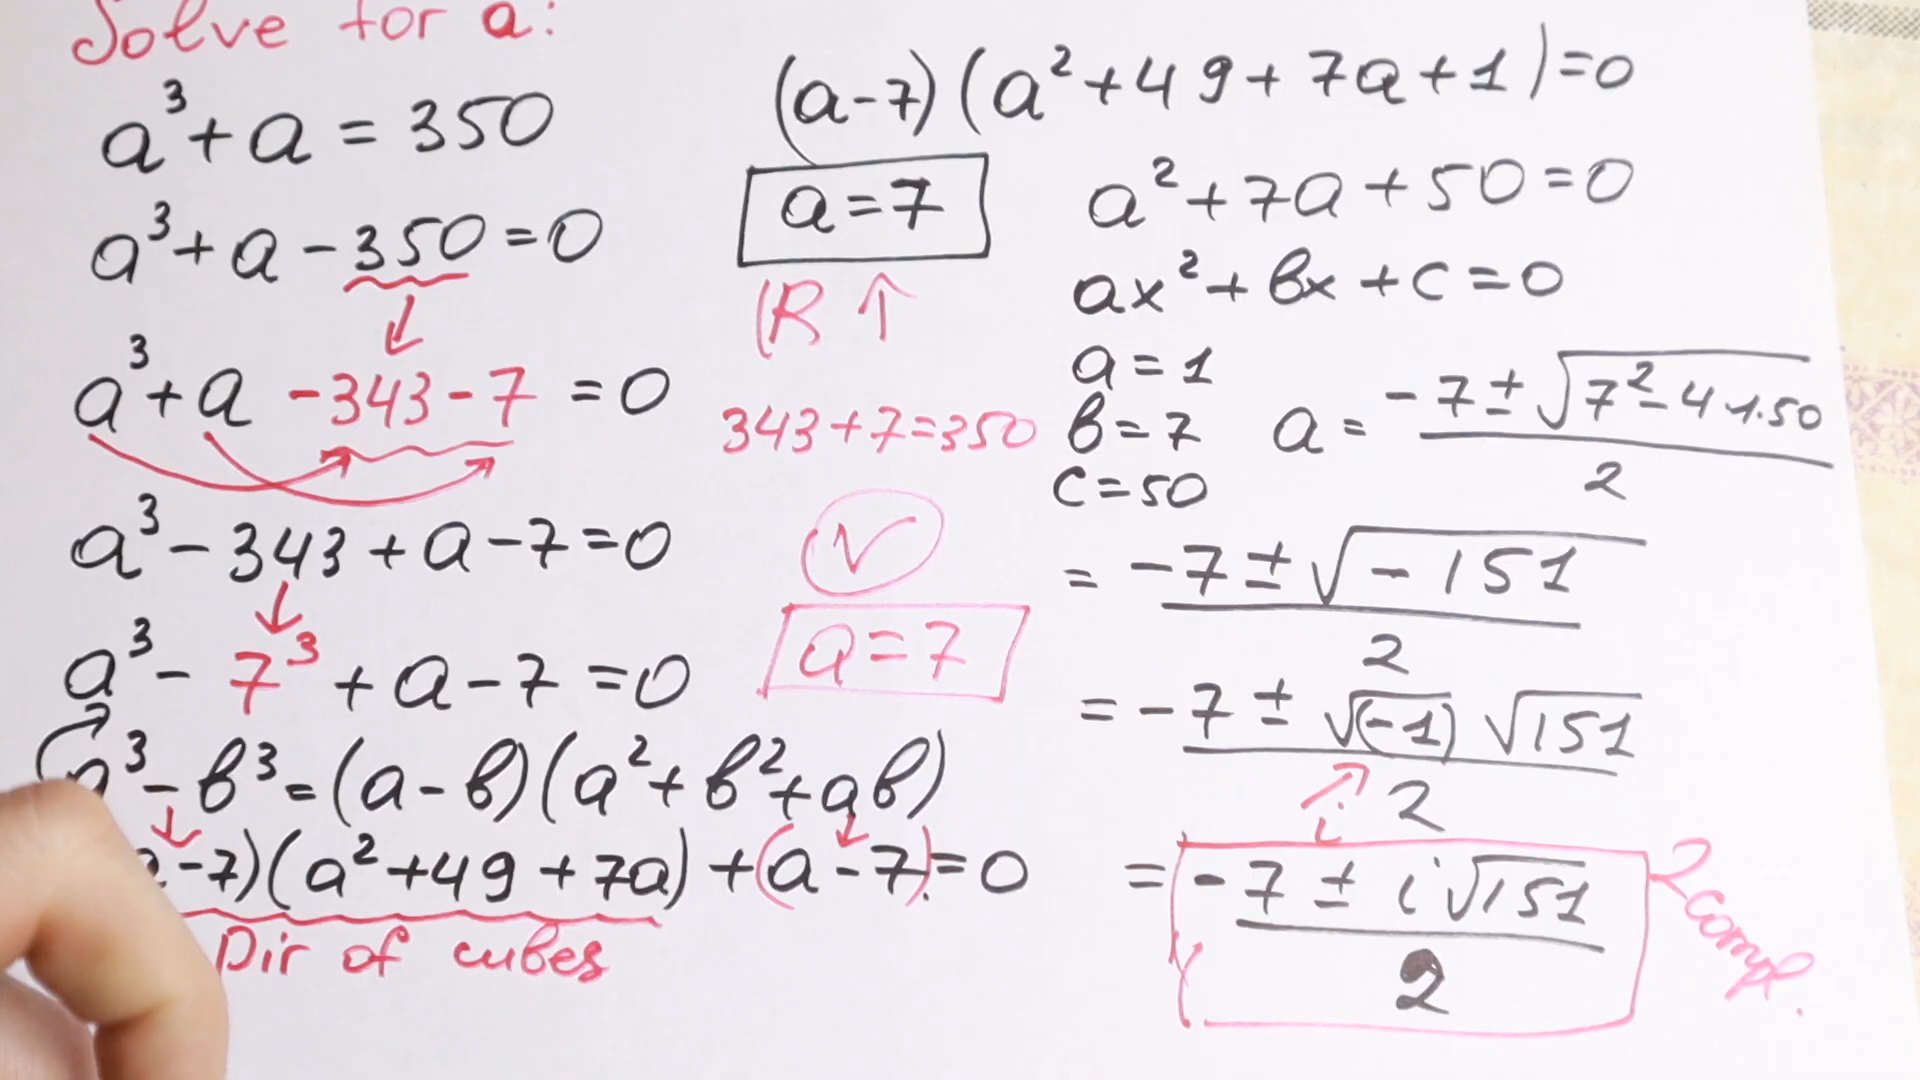 Solve for a:
a³+a=350
a³+a-350=0
a³+a-343-7=0
a³-343+a-7=0
a³-7³+a-7=0
a³-b³=(a-b)(a²+b²+ab)
-7)(a²+49+7a)+(a-7)=0
Dir of cubes
(a-7)(a²+49+7a+1)=0
a=7
ℝ↑
343+7=350
✓
a=7
a²+7a+50=0
ax²+bx+c=0
a=1
b=7
c=50
a=(-7±√(7²-4·1·50))/2
=(-7±√(-151))/2
=(-7±√(-1)√151)/2
i
=(-7±i√151)/2
2 comp.